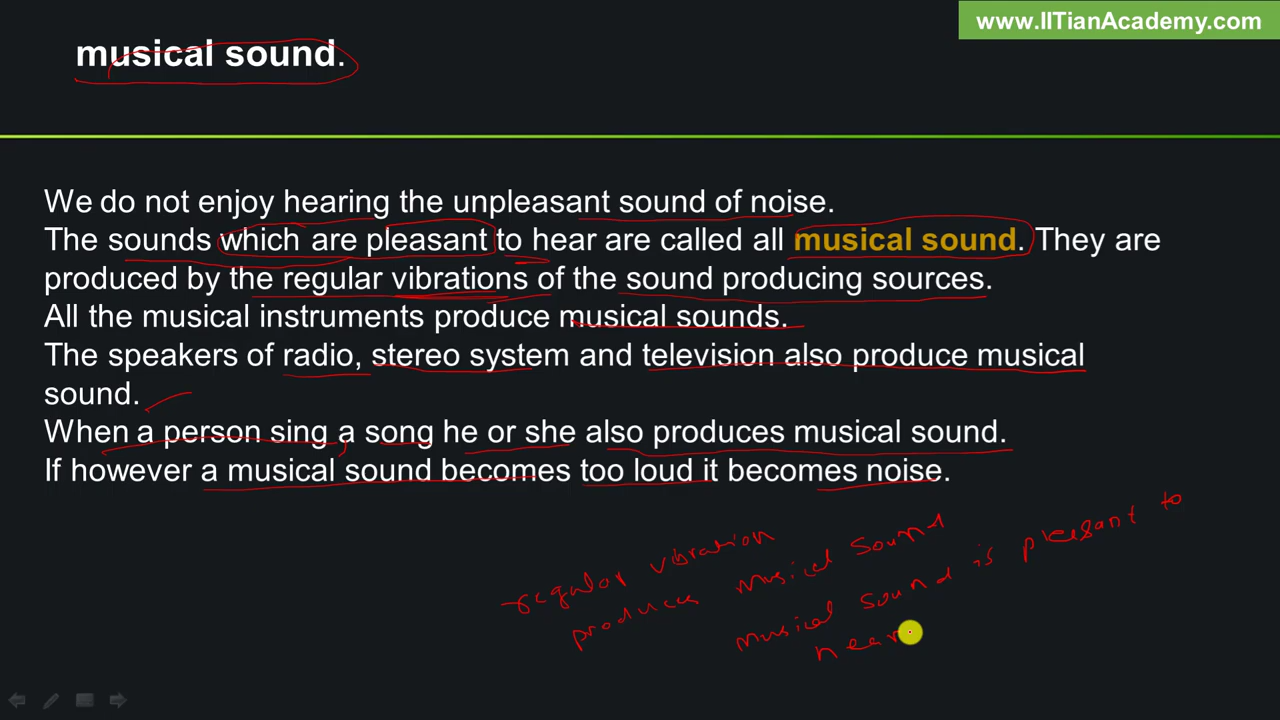 www.IITianAcademy.com
musical sound.
We do not enjoy hearing the unpleasant sound of noise.
The sounds which are pleasant to hear are called all musical sound. They are
produced by the regular vibrations of the sound producing sources.
All the musical instruments produce musical sounds.
The speakers of radio, stereo system and television also produce musical
sound.
When a person sing a song he or she also produces musical sound.
If however a musical sound becomes too loud it becomes noise.
regular vibration
produces musical sound
musical sound is pleasant to
hear